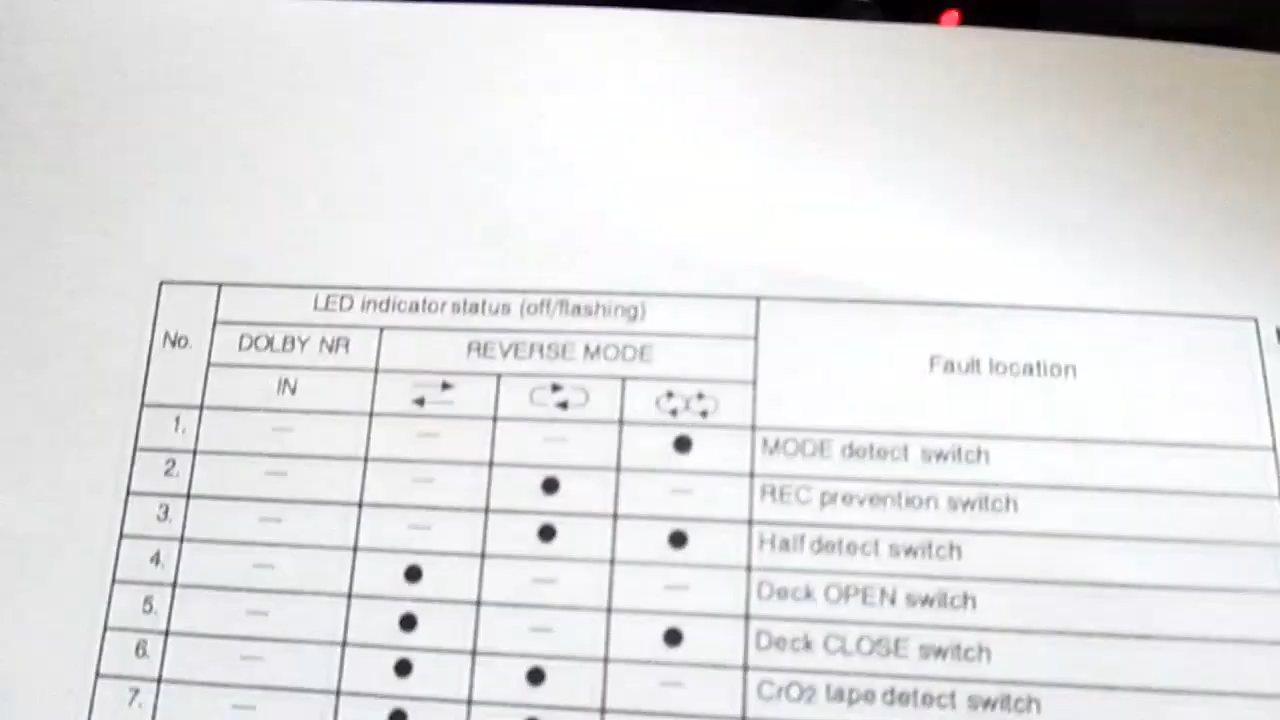 LED indicator status (off/flashing)
No. DOLBY NR REVERSE MODE Fault location
IN
1. — — — ● MODE detect switch
2. — — ● — REC prevention switch
3. — — ● ● Half detect switch
4. — ● — — Deck OPEN switch
5. — ● — ● Deck CLOSE switch
6. — ● ● — CrO2 tape detect switch
7. —